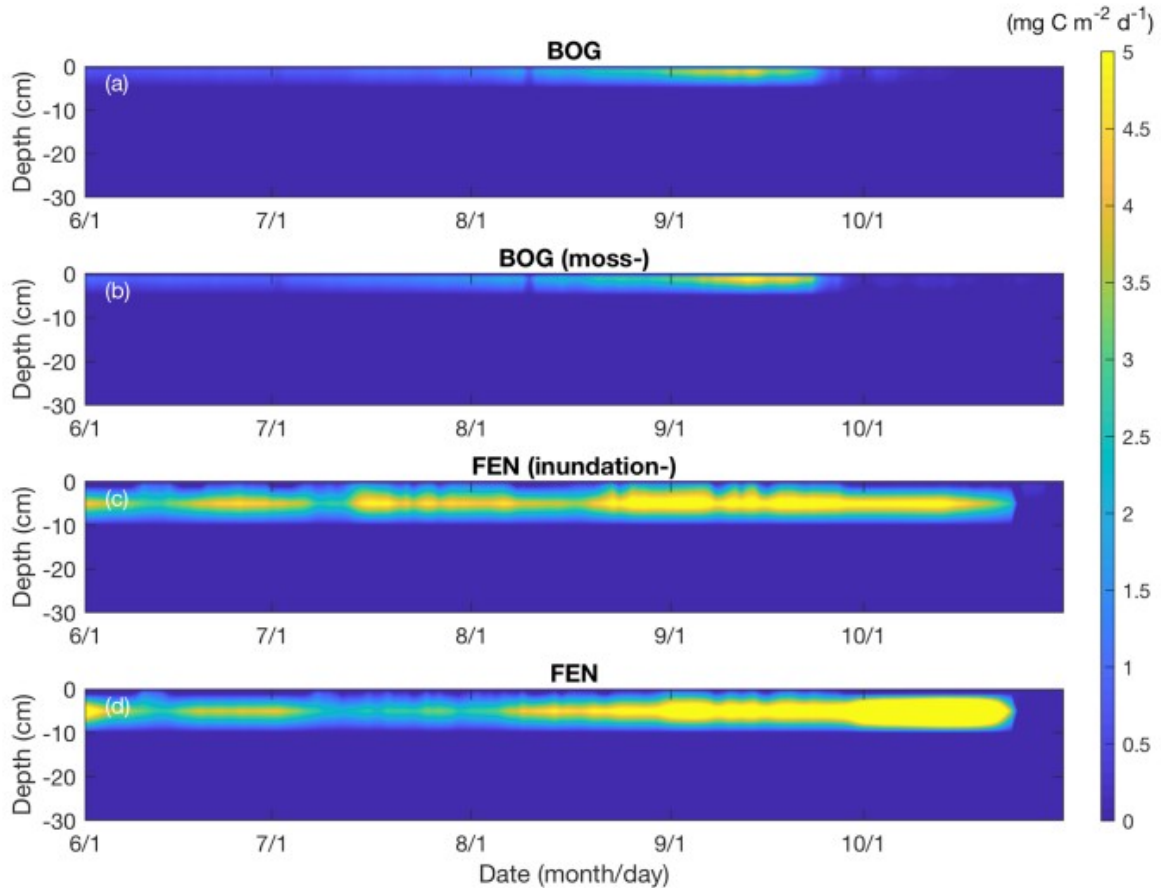 (mg C m⁻² d⁻¹)
BOG
(a)
Depth (cm)
0
-10
-20
-30
6/1 7/1 8/1 9/1 10/1
BOG (moss-)
(b)
Depth (cm)
0
-10
-20
-30
6/1 7/1 8/1 9/1 10/1
FEN (inundation-)
(c)
Depth (cm)
0
-10
-20
-30
6/1 7/1 8/1 9/1 10/1
FEN
(d)
Depth (cm)
0
-10
-20
-30
6/1 7/1 8/1 9/1 10/1
Date (month/day)
5
4.5
4
3.5
3
2.5
2
1.5
1
0.5
0